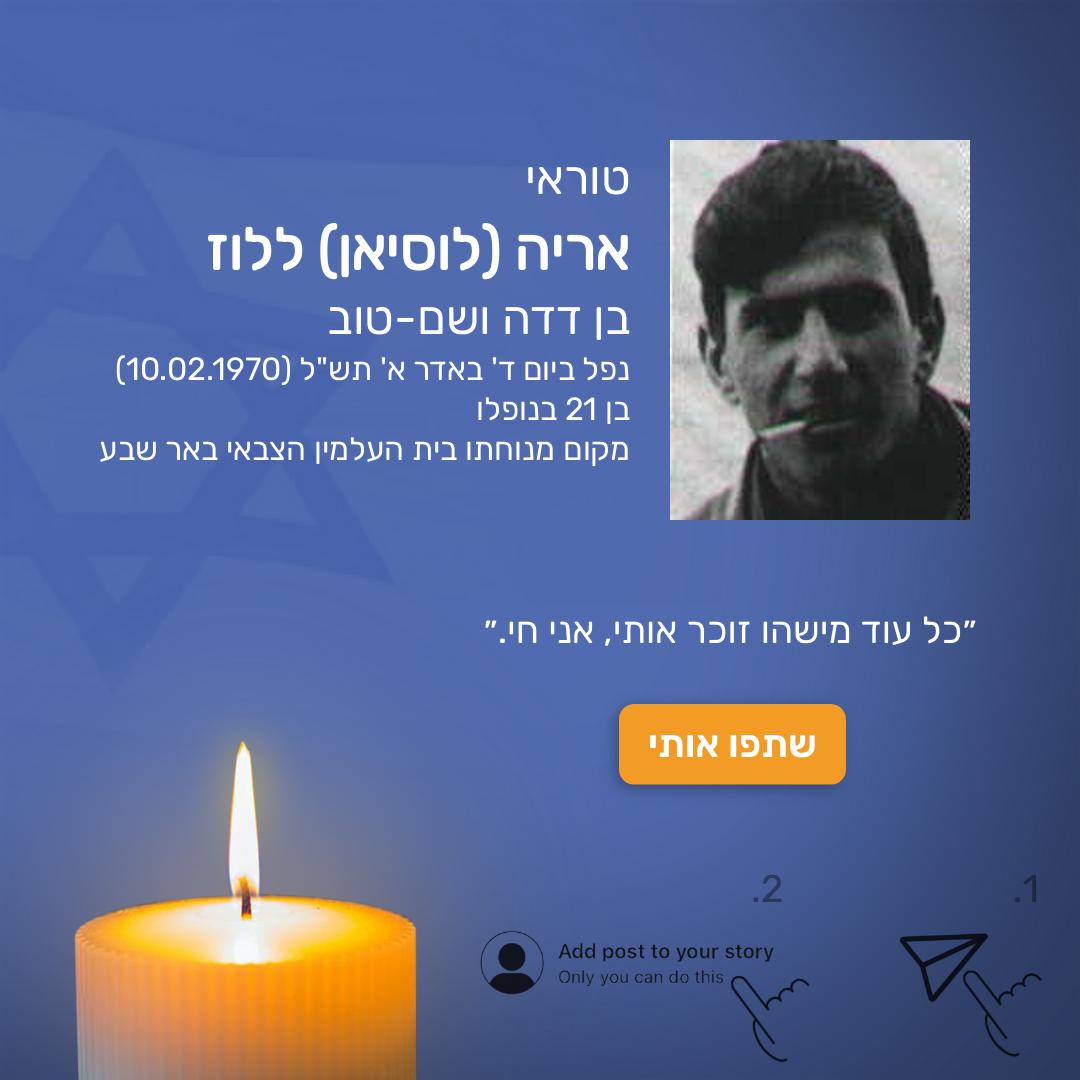 טוראי
אריה (לוסיאן) ללוז
בן דדה ושם-טוב
נפל ביום ד' באדר א' תש"ל (10.02.1970)
בן 21 בנופלו
מקום מנוחתו בית העלמין הצבאי באר שבע
״כל עוד מישהו זוכר אותי, אני חי.״
שתפו אותי
.1
.2
Add post to your story
Only you can do this